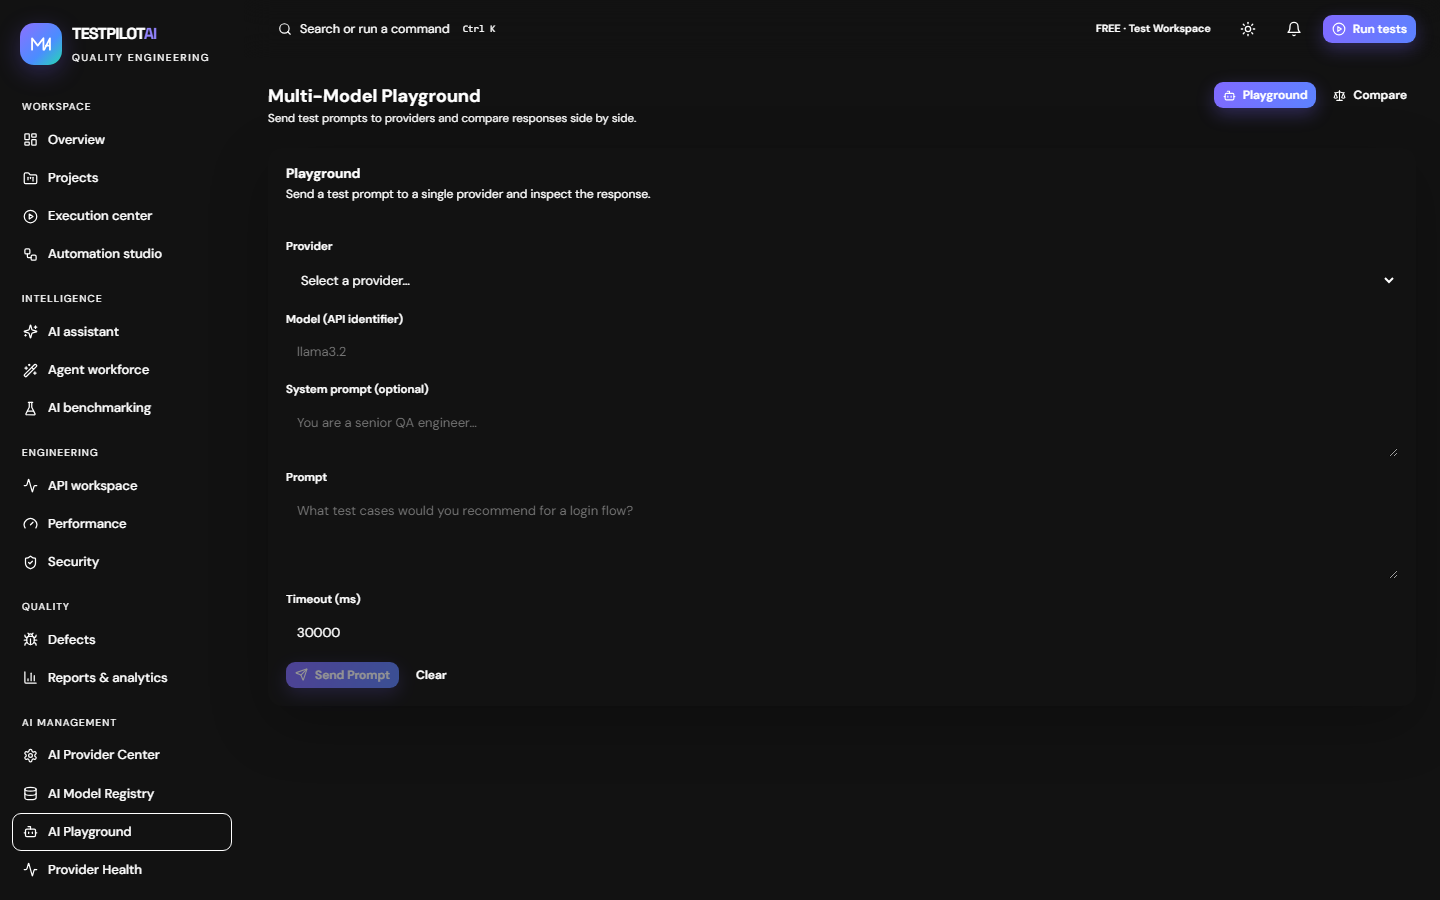 TESTPILOTAI
QUALITY ENGINEERING
WORKSPACE
Overview
Projects
Execution center
Automation studio
INTELLIGENCE
AI assistant
Agent workforce
AI benchmarking
ENGINEERING
API workspace
Performance
Security
QUALITY
Defects
Reports & analytics
AI MANAGEMENT
AI Provider Center
AI Model Registry
AI Playground
Provider Health
Search or run a command Ctrl K
FREE · Test Workspace
Run tests
Multi-Model Playground
Send test prompts to providers and compare responses side by side.
Playground
Compare
Playground
Send a test prompt to a single provider and inspect the response.
Provider
Select a provider...
Model (API identifier)
llama3.2
System prompt (optional)
You are a senior QA engineer...
Prompt
What test cases would you recommend for a login flow?
Timeout (ms)
30000
Send Prompt
Clear